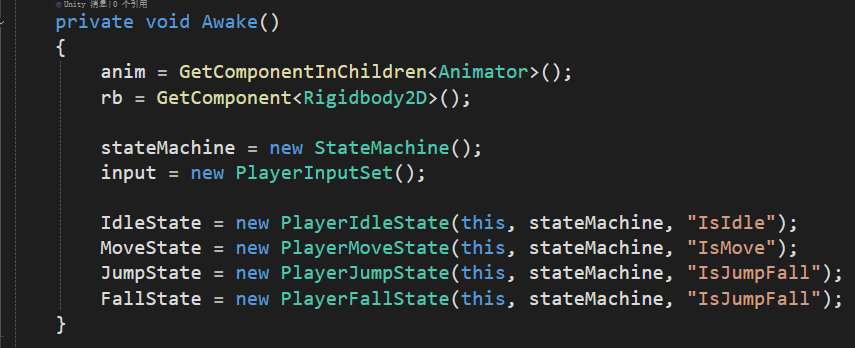 Unity 消息|0 个引用
private void Awake()
{
anim = GetComponentInChildren<Animator>();
rb = GetComponent<Rigidbody2D>();
stateMachine = new StateMachine();
input = new PlayerInputSet();
IdleState = new PlayerIdleState(this, stateMachine, "IsIdle");
MoveState = new PlayerMoveState(this, stateMachine, "IsMove");
JumpState = new PlayerJumpState(this, stateMachine, "IsJumpFall");
FallState = new PlayerFallState(this, stateMachine, "IsJumpFall");
}